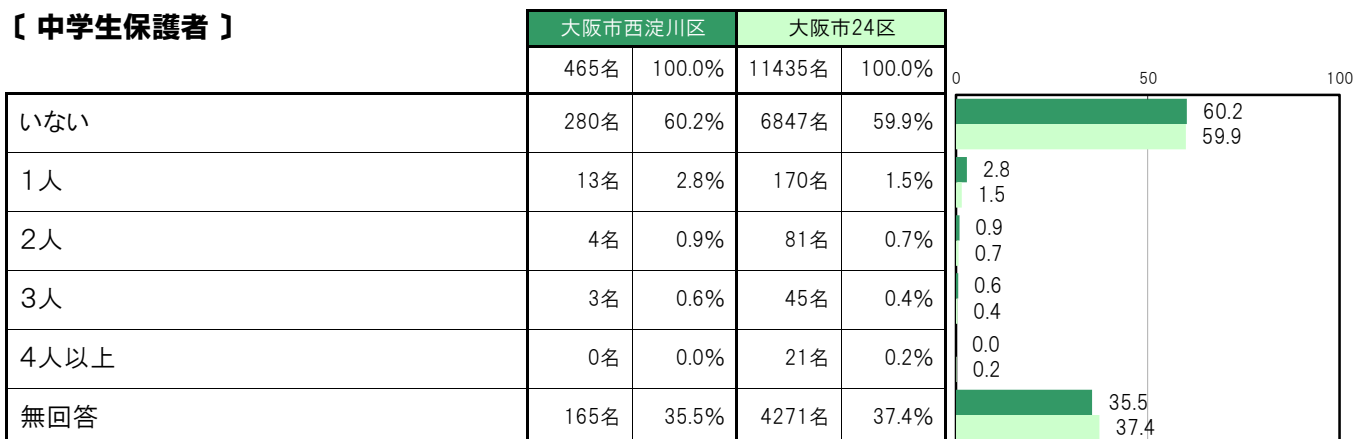 〔 中学生保護者 〕
大阪市西淀川区 大阪市24区
465名 100.0% 11435名 100.0%
0 50 100
いない 280名 60.2% 6847名 59.9%
60.2
59.9
1人 13名 2.8% 170名 1.5%
2.8
1.5
2人 4名 0.9% 81名 0.7%
0.9
0.7
3人 3名 0.6% 45名 0.4%
0.6
0.4
4人以上 0名 0.0% 21名 0.2%
0.0
0.2
無回答 165名 35.5% 4271名 37.4%
35.5
37.4